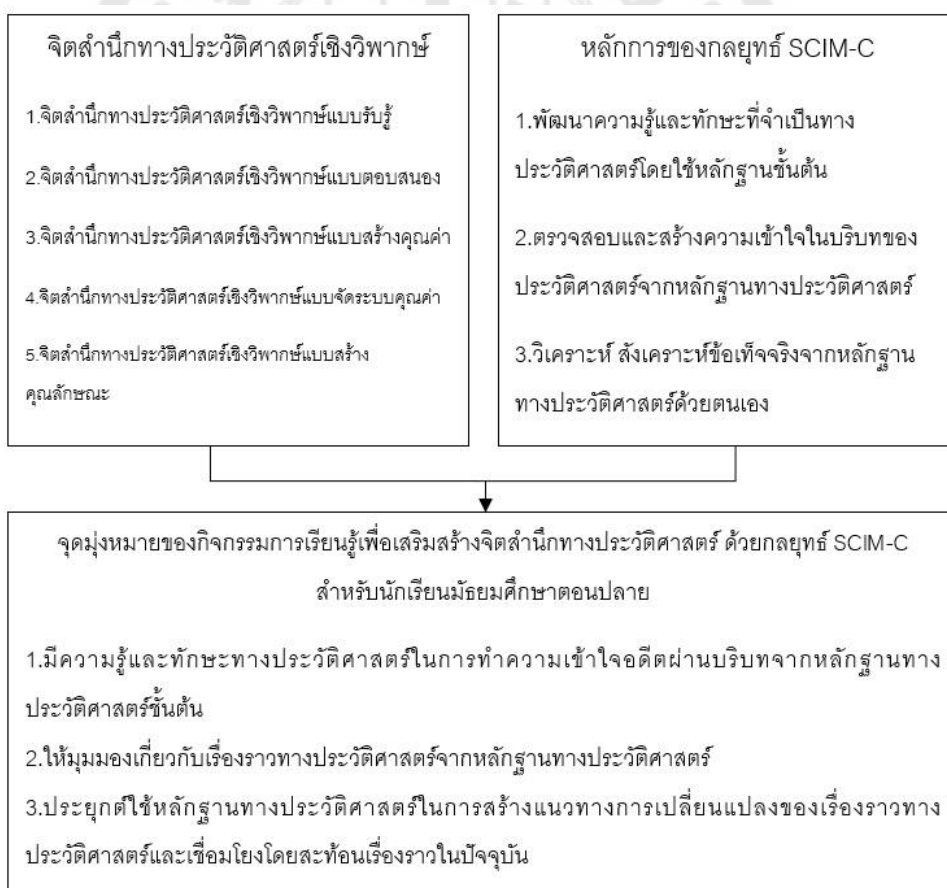 จิตสำนึกทางประวัติศาสตร์เชิงวิพากษ์
1.จิตสำนึกทางประวัติศาสตร์เชิงวิพากษ์แบบรับรู้
2.จิตสำนึกทางประวัติศาสตร์เชิงวิพากษ์แบบตอบสนอง
3.จิตสำนึกทางประวัติศาสตร์เชิงวิพากษ์แบบสร้างคุณค่า
4.จิตสำนึกทางประวัติศาสตร์เชิงวิพากษ์แบบจัดระบบคุณค่า
5.จิตสำนึกทางประวัติศาสตร์เชิงวิพากษ์แบบสร้าง
คุณลักษณะ
หลักการของกลยุทธ์ SCIM-C
1.พัฒนาความรู้และทักษะที่จำเป็นทาง
ประวัติศาสตร์โดยใช้หลักฐานชั้นต้น
2.ตรวจสอบและสร้างความเข้าใจในบริบทของ
ประวัติศาสตร์จากหลักฐานทางประวัติศาสตร์
3.วิเคราะห์ สังเคราะห์ข้อเท็จจริงจากหลักฐาน
ทางประวัติศาสตร์ด้วยตนเอง
จุดมุ่งหมายของกิจกรรมการเรียนรู้เพื่อเสริมสร้างจิตสำนึกทางประวัติศาสตร์ ด้วยกลยุทธ์ SCIM-C
สำหรับนักเรียนมัธยมศึกษาตอนปลาย
1.มีความรู้และทักษะทางประวัติศาสตร์ในการทำความเข้าใจอดีตผ่านบริบทจากหลักฐานทาง
ประวัติศาสตร์ชั้นต้น
2.ให้มุมมองเกี่ยวกับเรื่องราวทางประวัติศาสตร์จากหลักฐานทางประวัติศาสตร์
3.ประยุกต์ใช้หลักฐานทางประวัติศาสตร์ในการสร้างแนวทางการเปลี่ยนแปลงของเรื่องราวทาง
ประวัติศาสตร์และเชื่อมโยงโดยสะท้อนเรื่องราวในปัจจุบัน